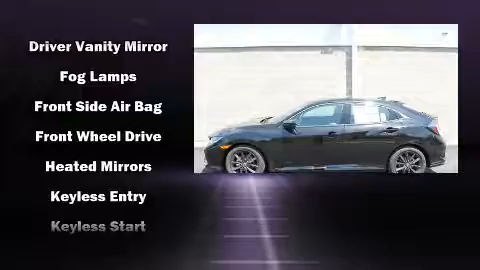 Driver Vanity Mirror
Fog Lamps
Front Side Air Bag
Front Wheel Drive
Heated Mirrors
Keyless Entry
Keyless Start